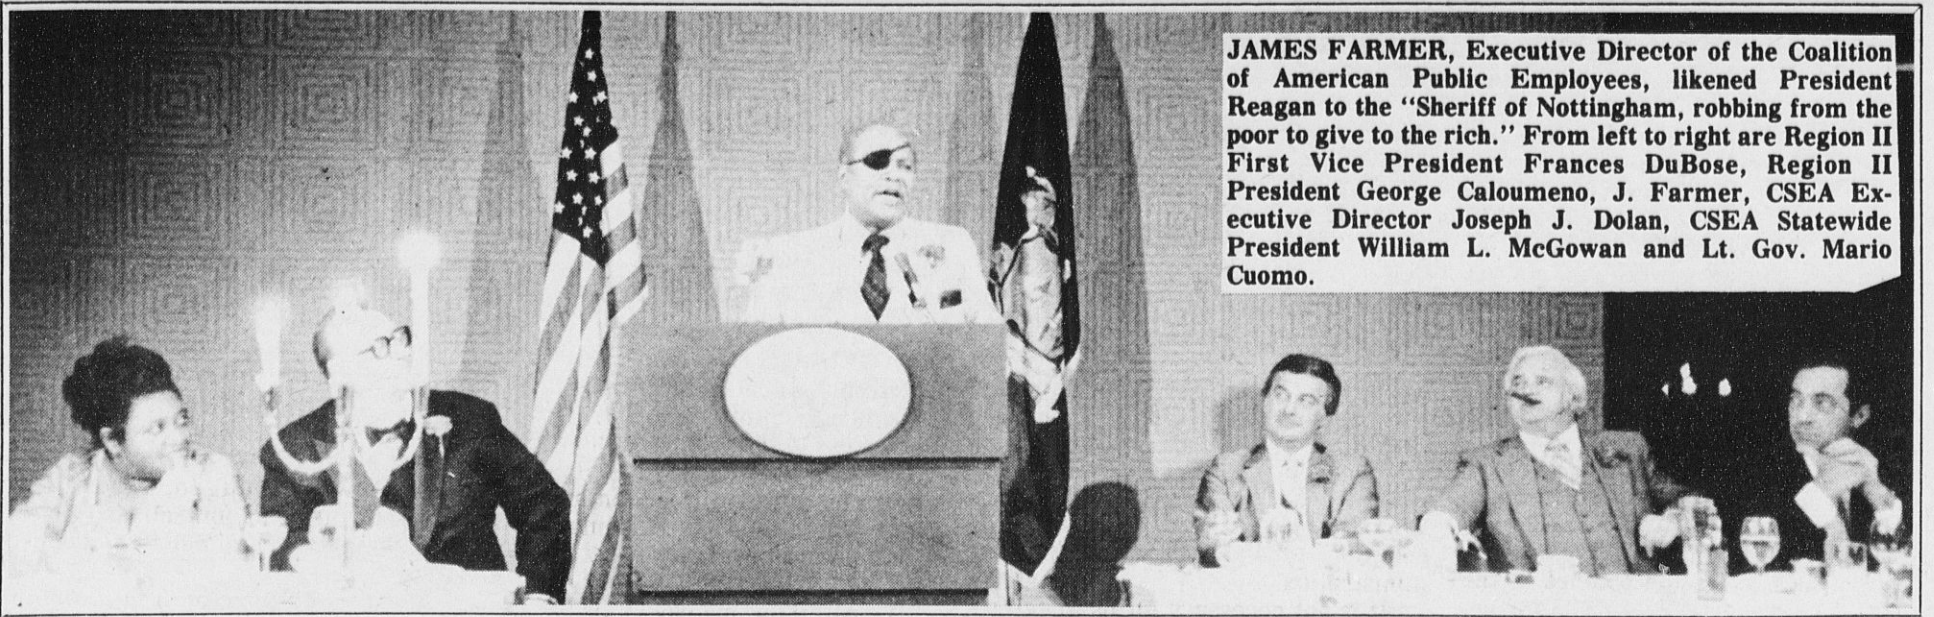 JAMES FARMER, Executive Director of the Coalition
of American Public Employees, likened President
Reagan to the “Sheriff of Nottingham, robbing from the
poor to give to the rich.” From left to right are Region II
First Vice President Frances DuBose, Region II
President George Caloumeno, J. Farmer, CSEA Ex-
ecutive Director Joseph J. Dolan, CSEA Statewide
President William L. McGowan and Lt. Gov. Mario
Cuomo.